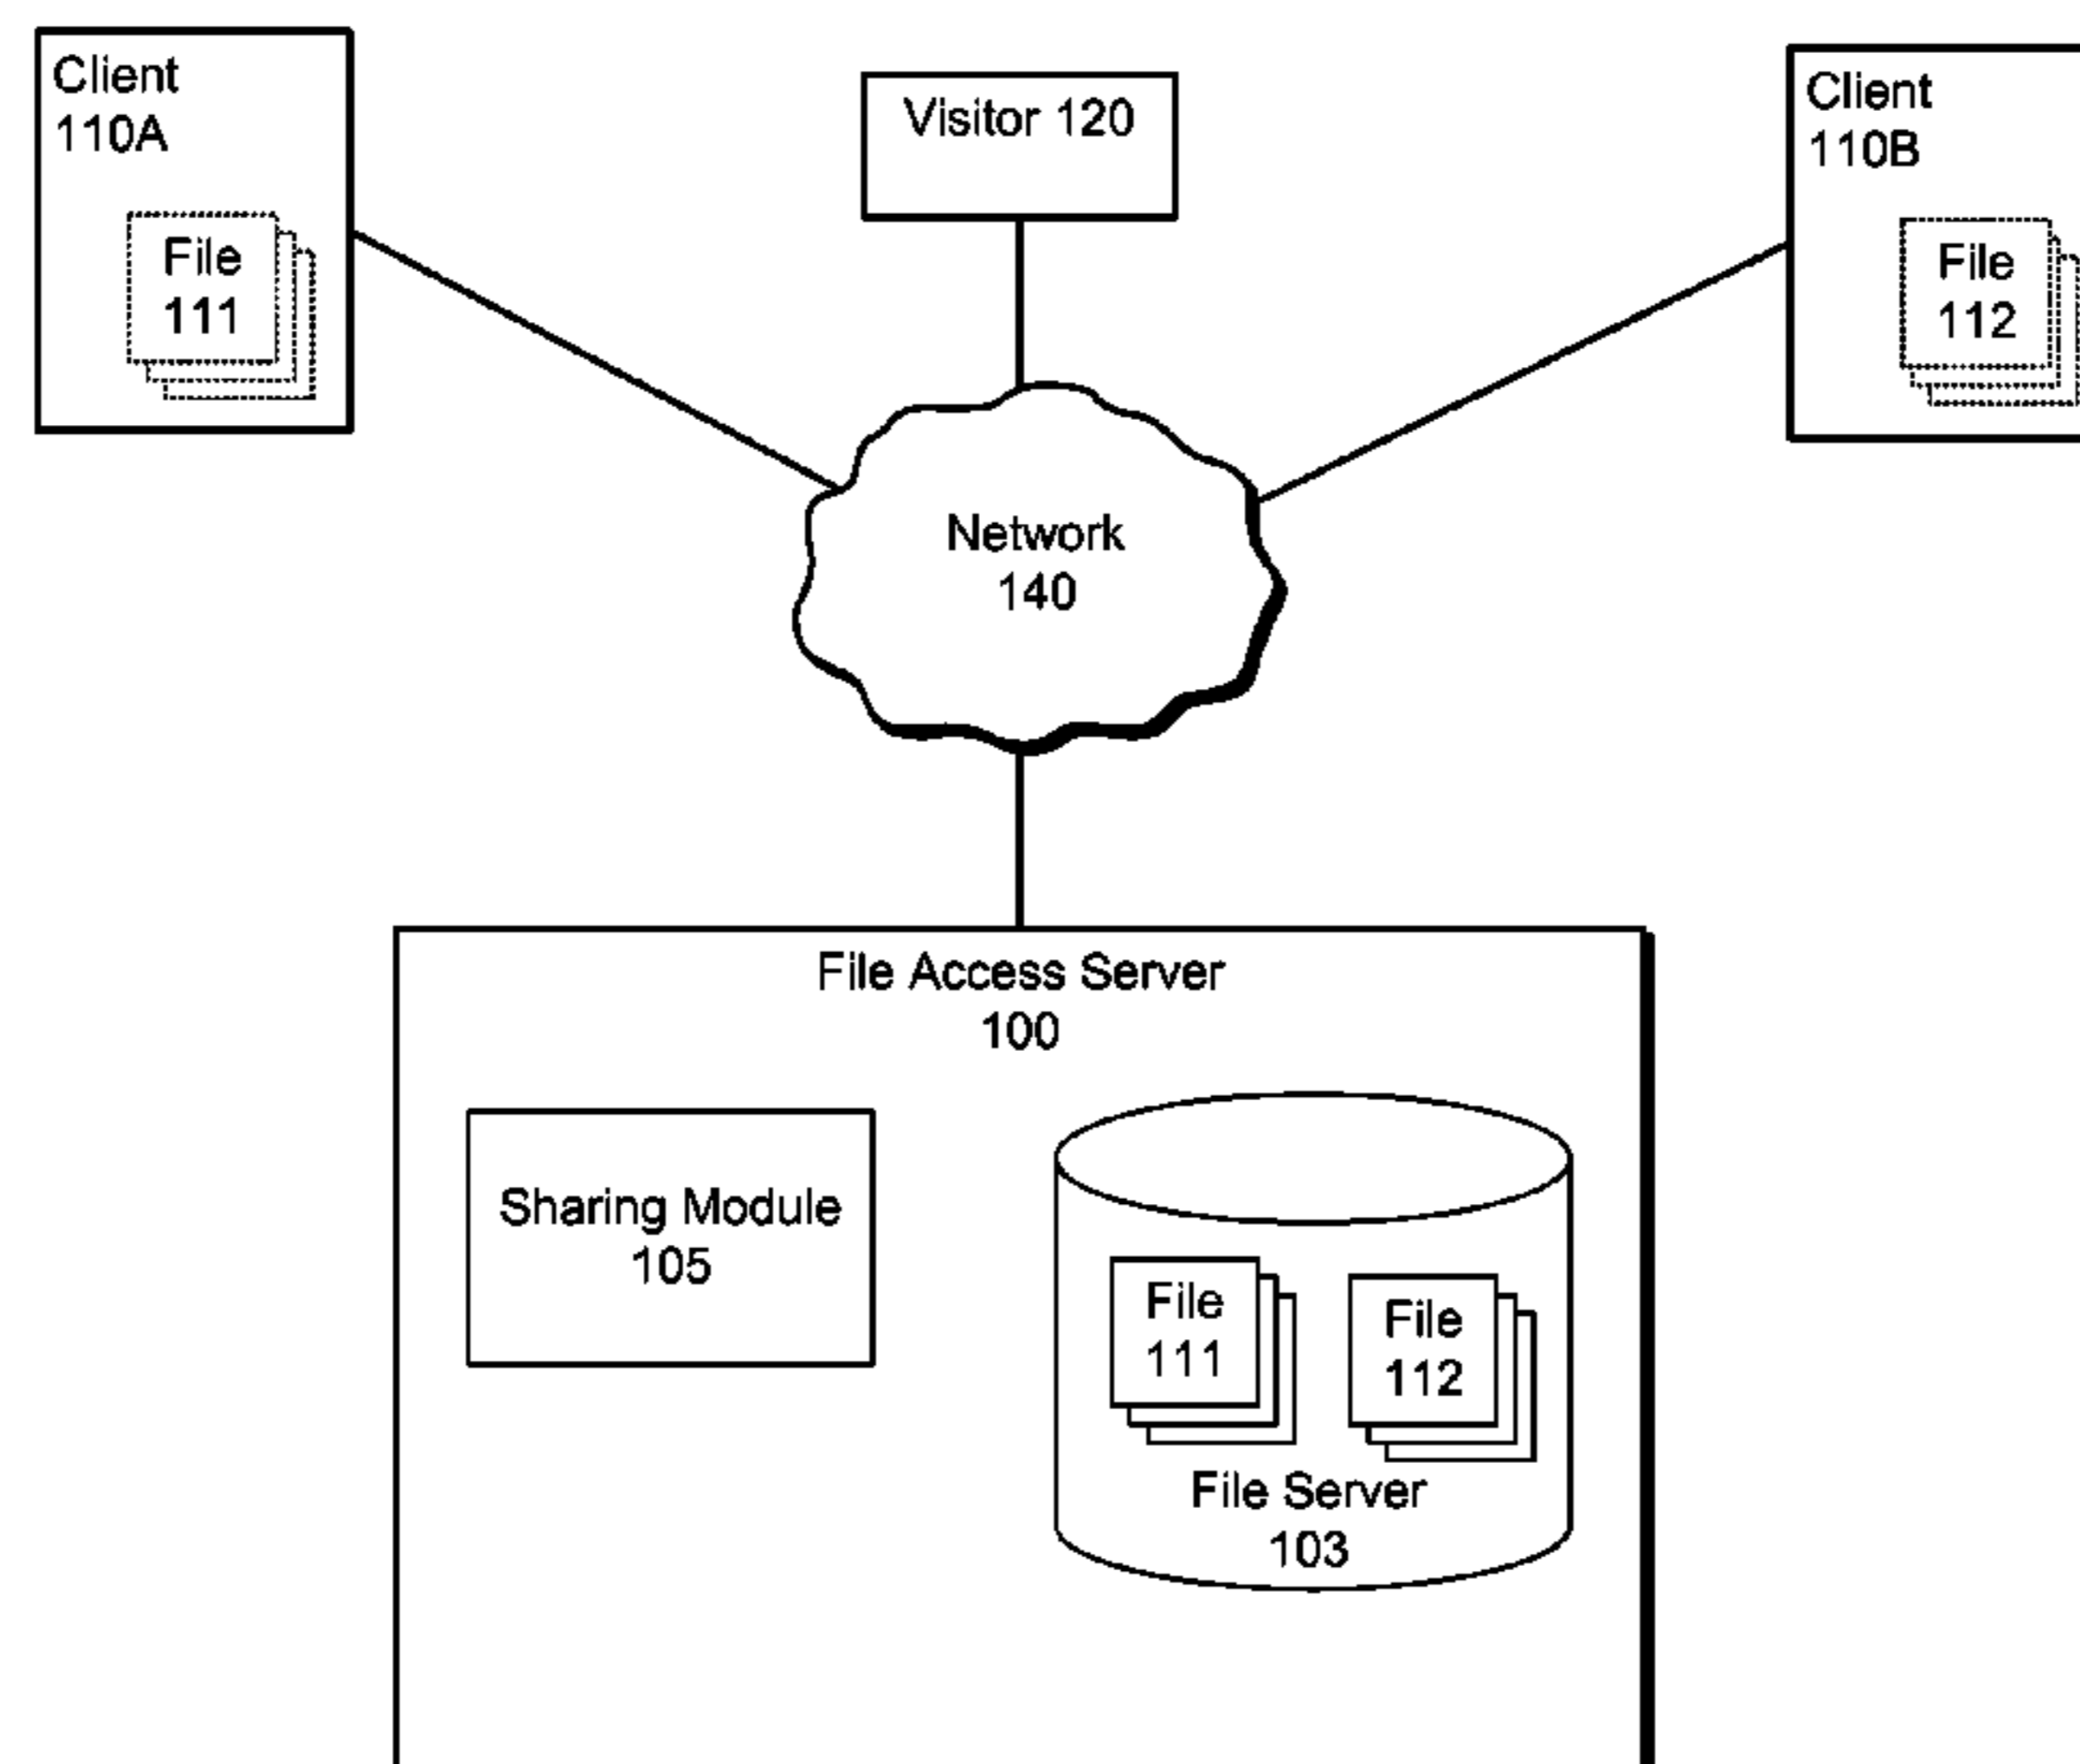 Client
110A
File
111
Visitor 120
Client
110B
File
112
Network
140
File Access Server
100
Sharing Module
105
File
111
File
112
File Server
103